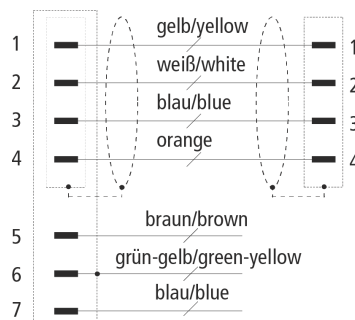 gelb/yellow
1 1
weiß/white
2 2
blau/blue
3 3
orange
4 4
braun/brown
5
grün-gelb/green-yellow
6
blau/blue
7